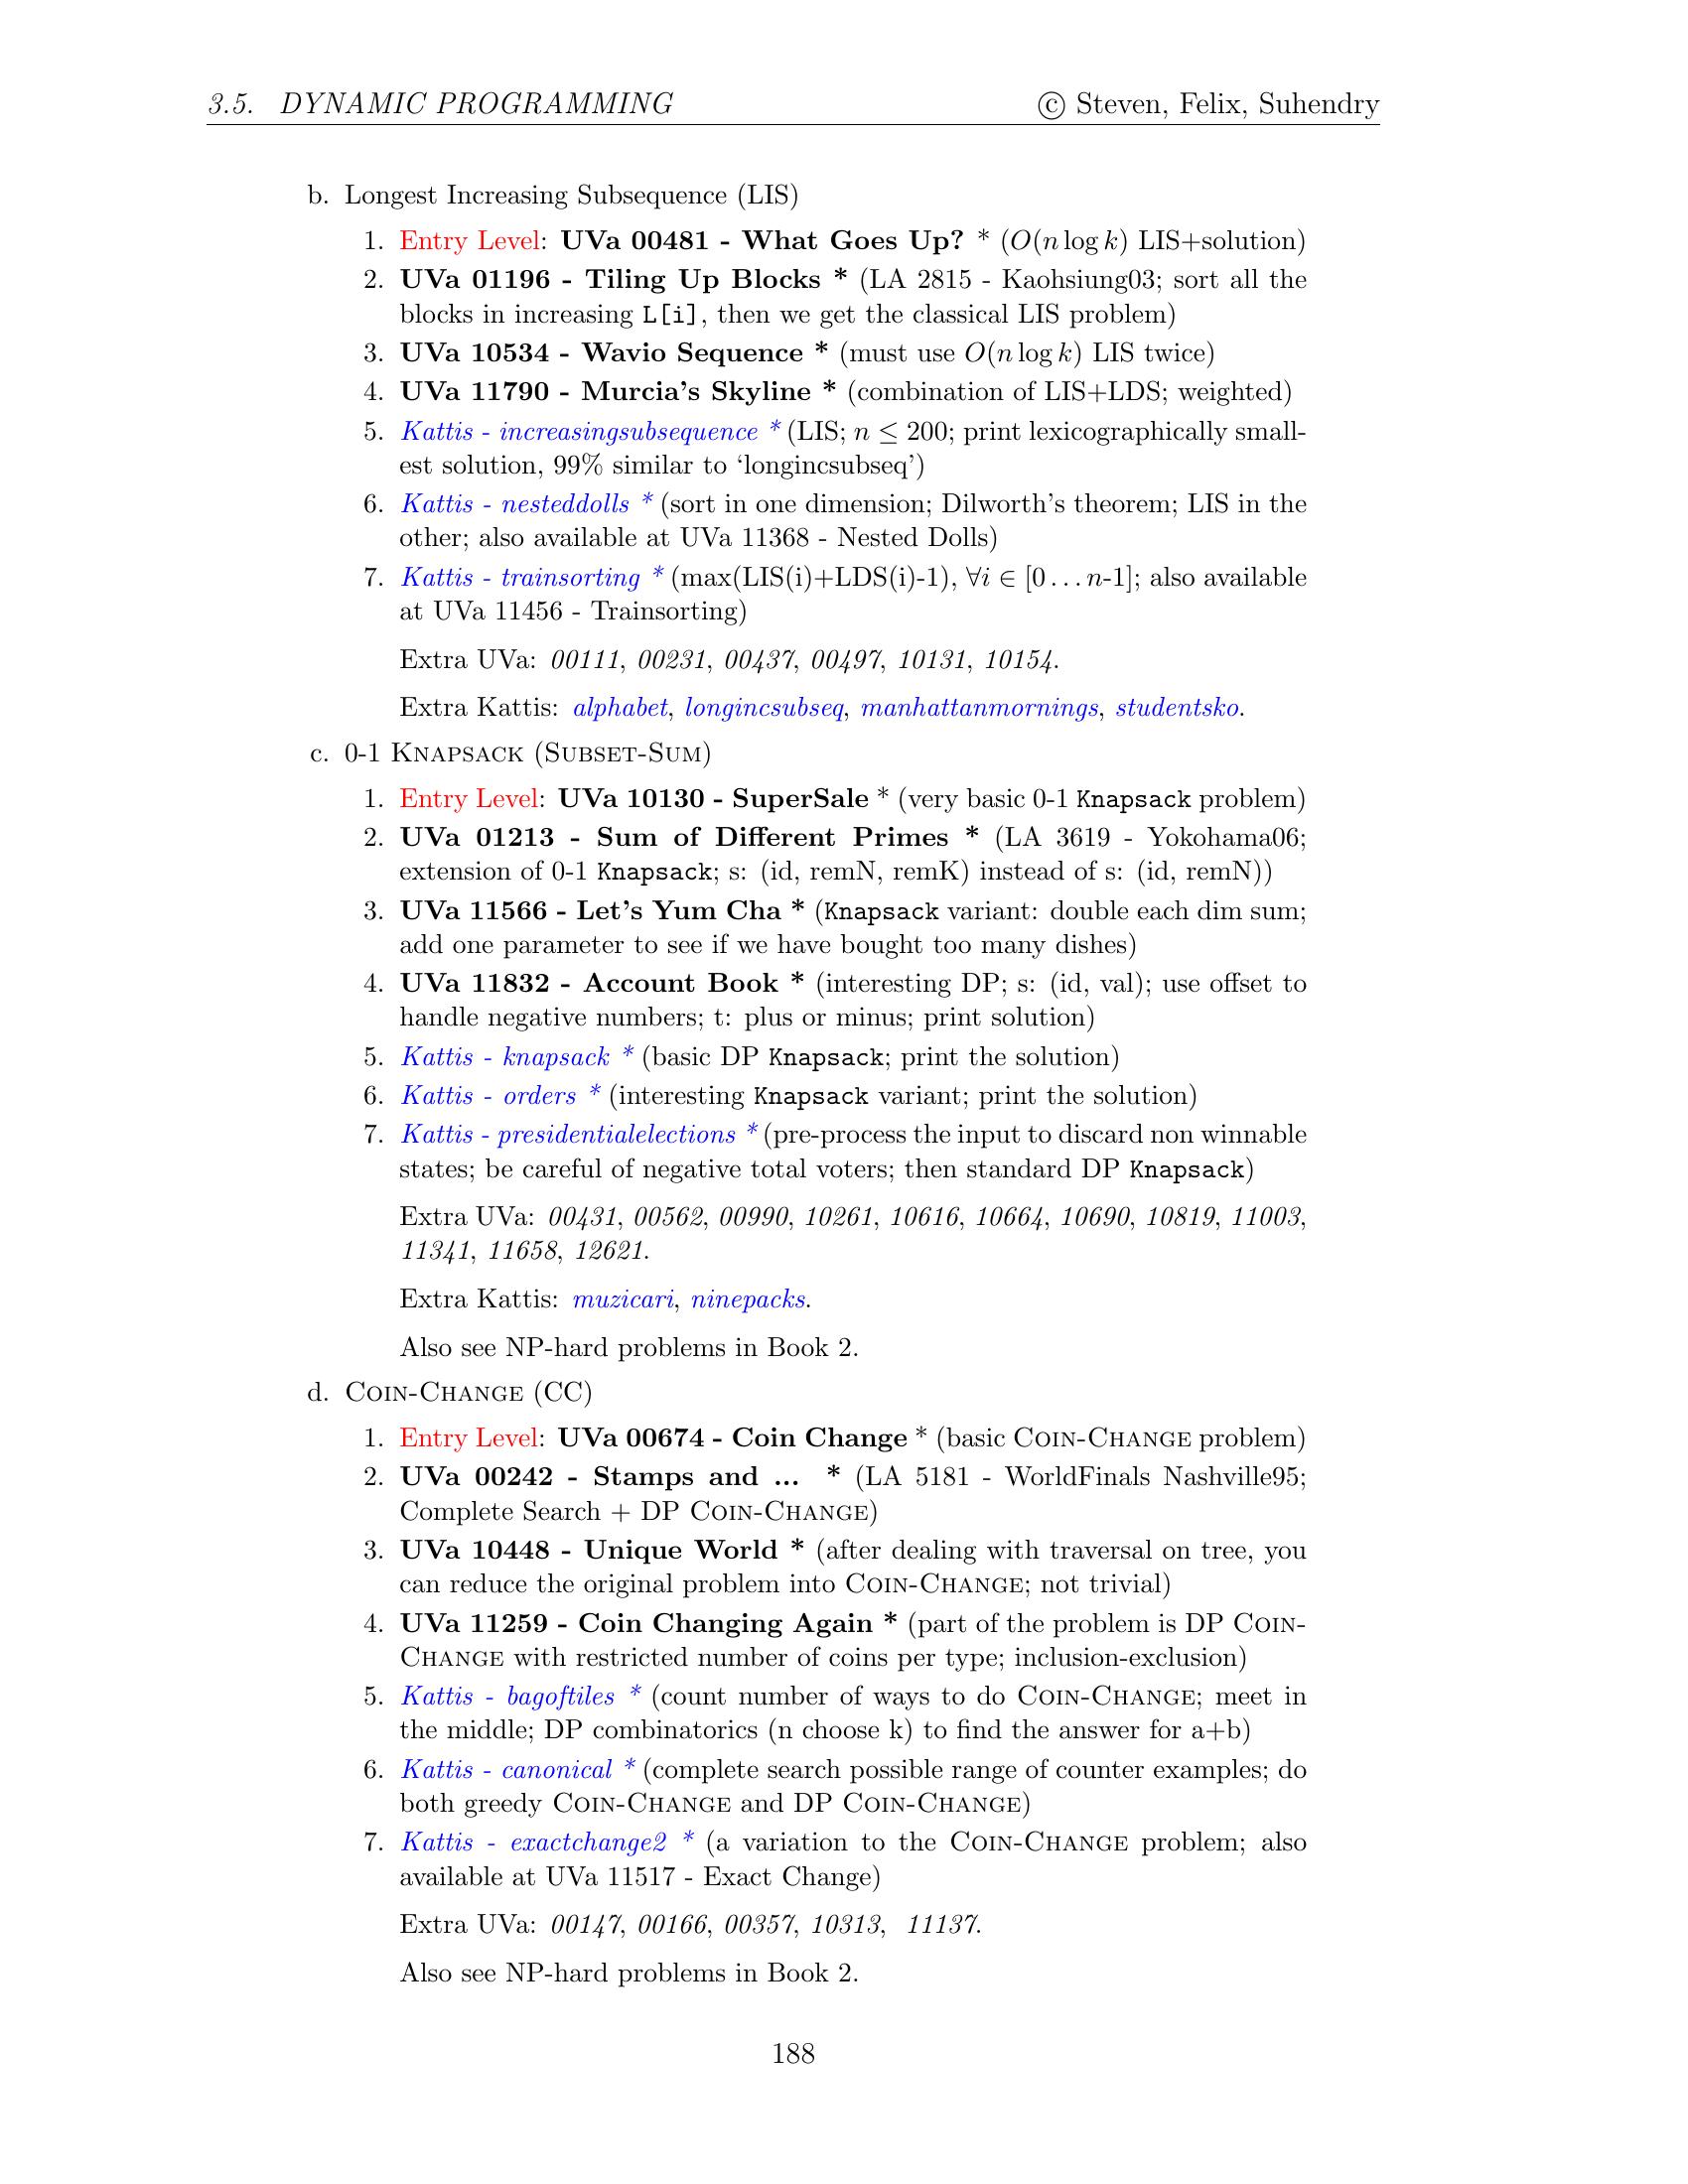 3.5. DYNAMIC PROGRAMMING © Steven, Felix, Suhendry
b. Longest Increasing Subsequence (LIS)
1. Entry Level: UVa 00481 - What Goes Up? * (O(n log k) LIS+solution)
2. UVa 01196 - Tiling Up Blocks * (LA 2815 - Kaohsiung03; sort all the
blocks in increasing L[i], then we get the classical LIS problem)
3. UVa 10534 - Wavio Sequence * (must use O(n log k) LIS twice)
4. UVa 11790 - Murcia's Skyline * (combination of LIS+LDS; weighted)
5. Kattis - increasingsubsequence * (LIS; n ≤ 200; print lexicographically small-
est solution, 99% similar to ‘longincsubseq’)
6. Kattis - nesteddolls * (sort in one dimension; Dilworth's theorem; LIS in the
other; also available at UVa 11368 - Nested Dolls)
7. Kattis - trainsorting * (max(LIS(i)+LDS(i)-1), ∀i ∈ [0 . . . n-1]; also available
at UVa 11456 - Trainsorting)
Extra UVa: 00111, 00231, 00437, 00497, 10131, 10154.
Extra Kattis: alphabet, longincsubseq, manhattanmornings, studentsko.
c. 0-1 KNAPSACK (SUBSET-SUM)
1. Entry Level: UVa 10130 - SuperSale * (very basic 0-1 Knapsack problem)
2. UVa 01213 - Sum of Different Primes * (LA 3619 - Yokohama06;
extension of 0-1 Knapsack; s: (id, remN, remK) instead of s: (id, remN))
3. UVa 11566 - Let's Yum Cha * (Knapsack variant: double each dim sum;
add one parameter to see if we have bought too many dishes)
4. UVa 11832 - Account Book * (interesting DP; s: (id, val); use offset to
handle negative numbers; t: plus or minus; print solution)
5. Kattis - knapsack * (basic DP Knapsack; print the solution)
6. Kattis - orders * (interesting Knapsack variant; print the solution)
7. Kattis - presidentialelections * (pre-process the input to discard non winnable
states; be careful of negative total voters; then standard DP Knapsack)
Extra UVa: 00431, 00562, 00990, 10261, 10616, 10664, 10690, 10819, 11003,
11341, 11658, 12621.
Extra Kattis: muzicari, ninepacks.
Also see NP-hard problems in Book 2.
d. COIN-CHANGE (CC)
1. Entry Level: UVa 00674 - Coin Change * (basic COIN-CHANGE problem)
2. UVa 00242 - Stamps and ... * (LA 5181 - WorldFinals Nashville95;
Complete Search + DP COIN-CHANGE)
3. UVa 10448 - Unique World * (after dealing with traversal on tree, you
can reduce the original problem into COIN-CHANGE; not trivial)
4. UVa 11259 - Coin Changing Again * (part of the problem is DP COIN-
CHANGE with restricted number of coins per type; inclusion-exclusion)
5. Kattis - bagoftiles * (count number of ways to do COIN-CHANGE; meet in
the middle; DP combinatorics (n choose k) to find the answer for a+b)
6. Kattis - canonical * (complete search possible range of counter examples; do
both greedy COIN-CHANGE and DP COIN-CHANGE)
7. Kattis - exactchange2 * (a variation to the COIN-CHANGE problem; also
available at UVa 11517 - Exact Change)
Extra UVa: 00147, 00166, 00357, 10313, 11137.
Also see NP-hard problems in Book 2.
188